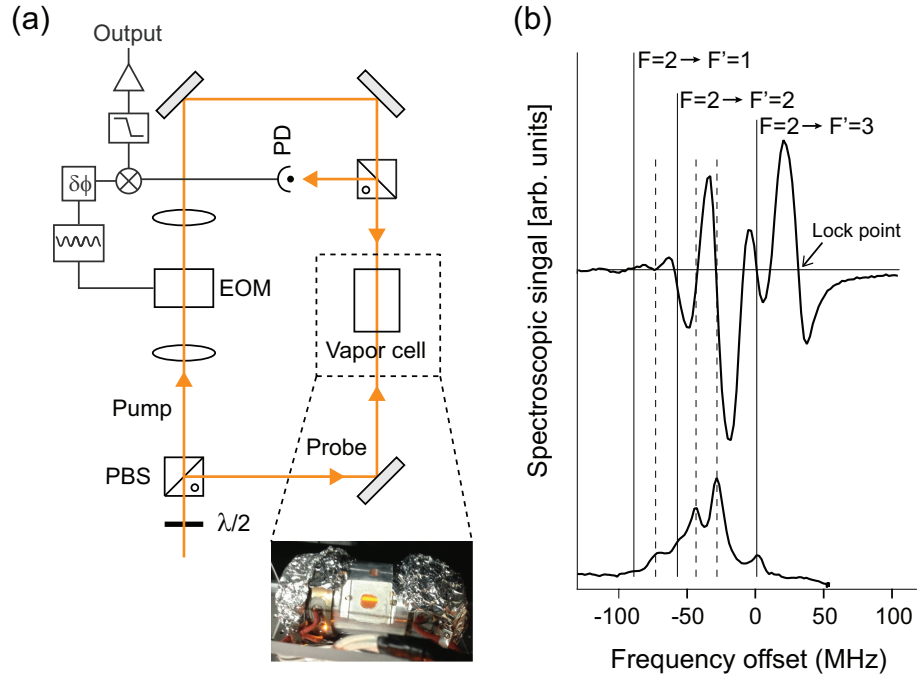 (a)
Output
PD
δϕ
EOM
Vapor cell
Pump
Probe
PBS
λ/2
(b)
F=2→F'=1
F=2→F'=2
F=2→F'=3
Lock point
Spectroscopic singal [arb. units]
-100 -50 0 50 100
Frequency offset (MHz)